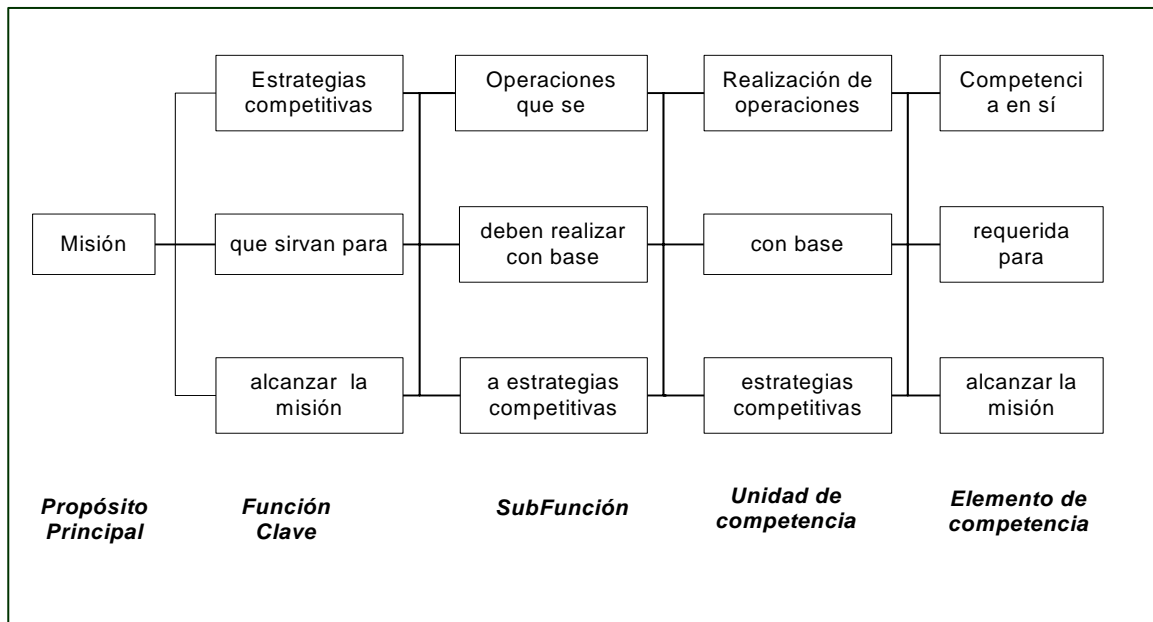 Estrategias
competitivas
Operaciones
que se
Realización de
operaciones
Competenci
a en sí
Misión
que sirvan para
deben realizar
con base
con base
requerida
para
alcanzar la
misión
a estrategias
competitivas
estrategias
competitivas
alcanzar la
misión
Propósito
Principal
Función
Clave
SubFunción
Unidad de
competencia
Elemento de
competencia